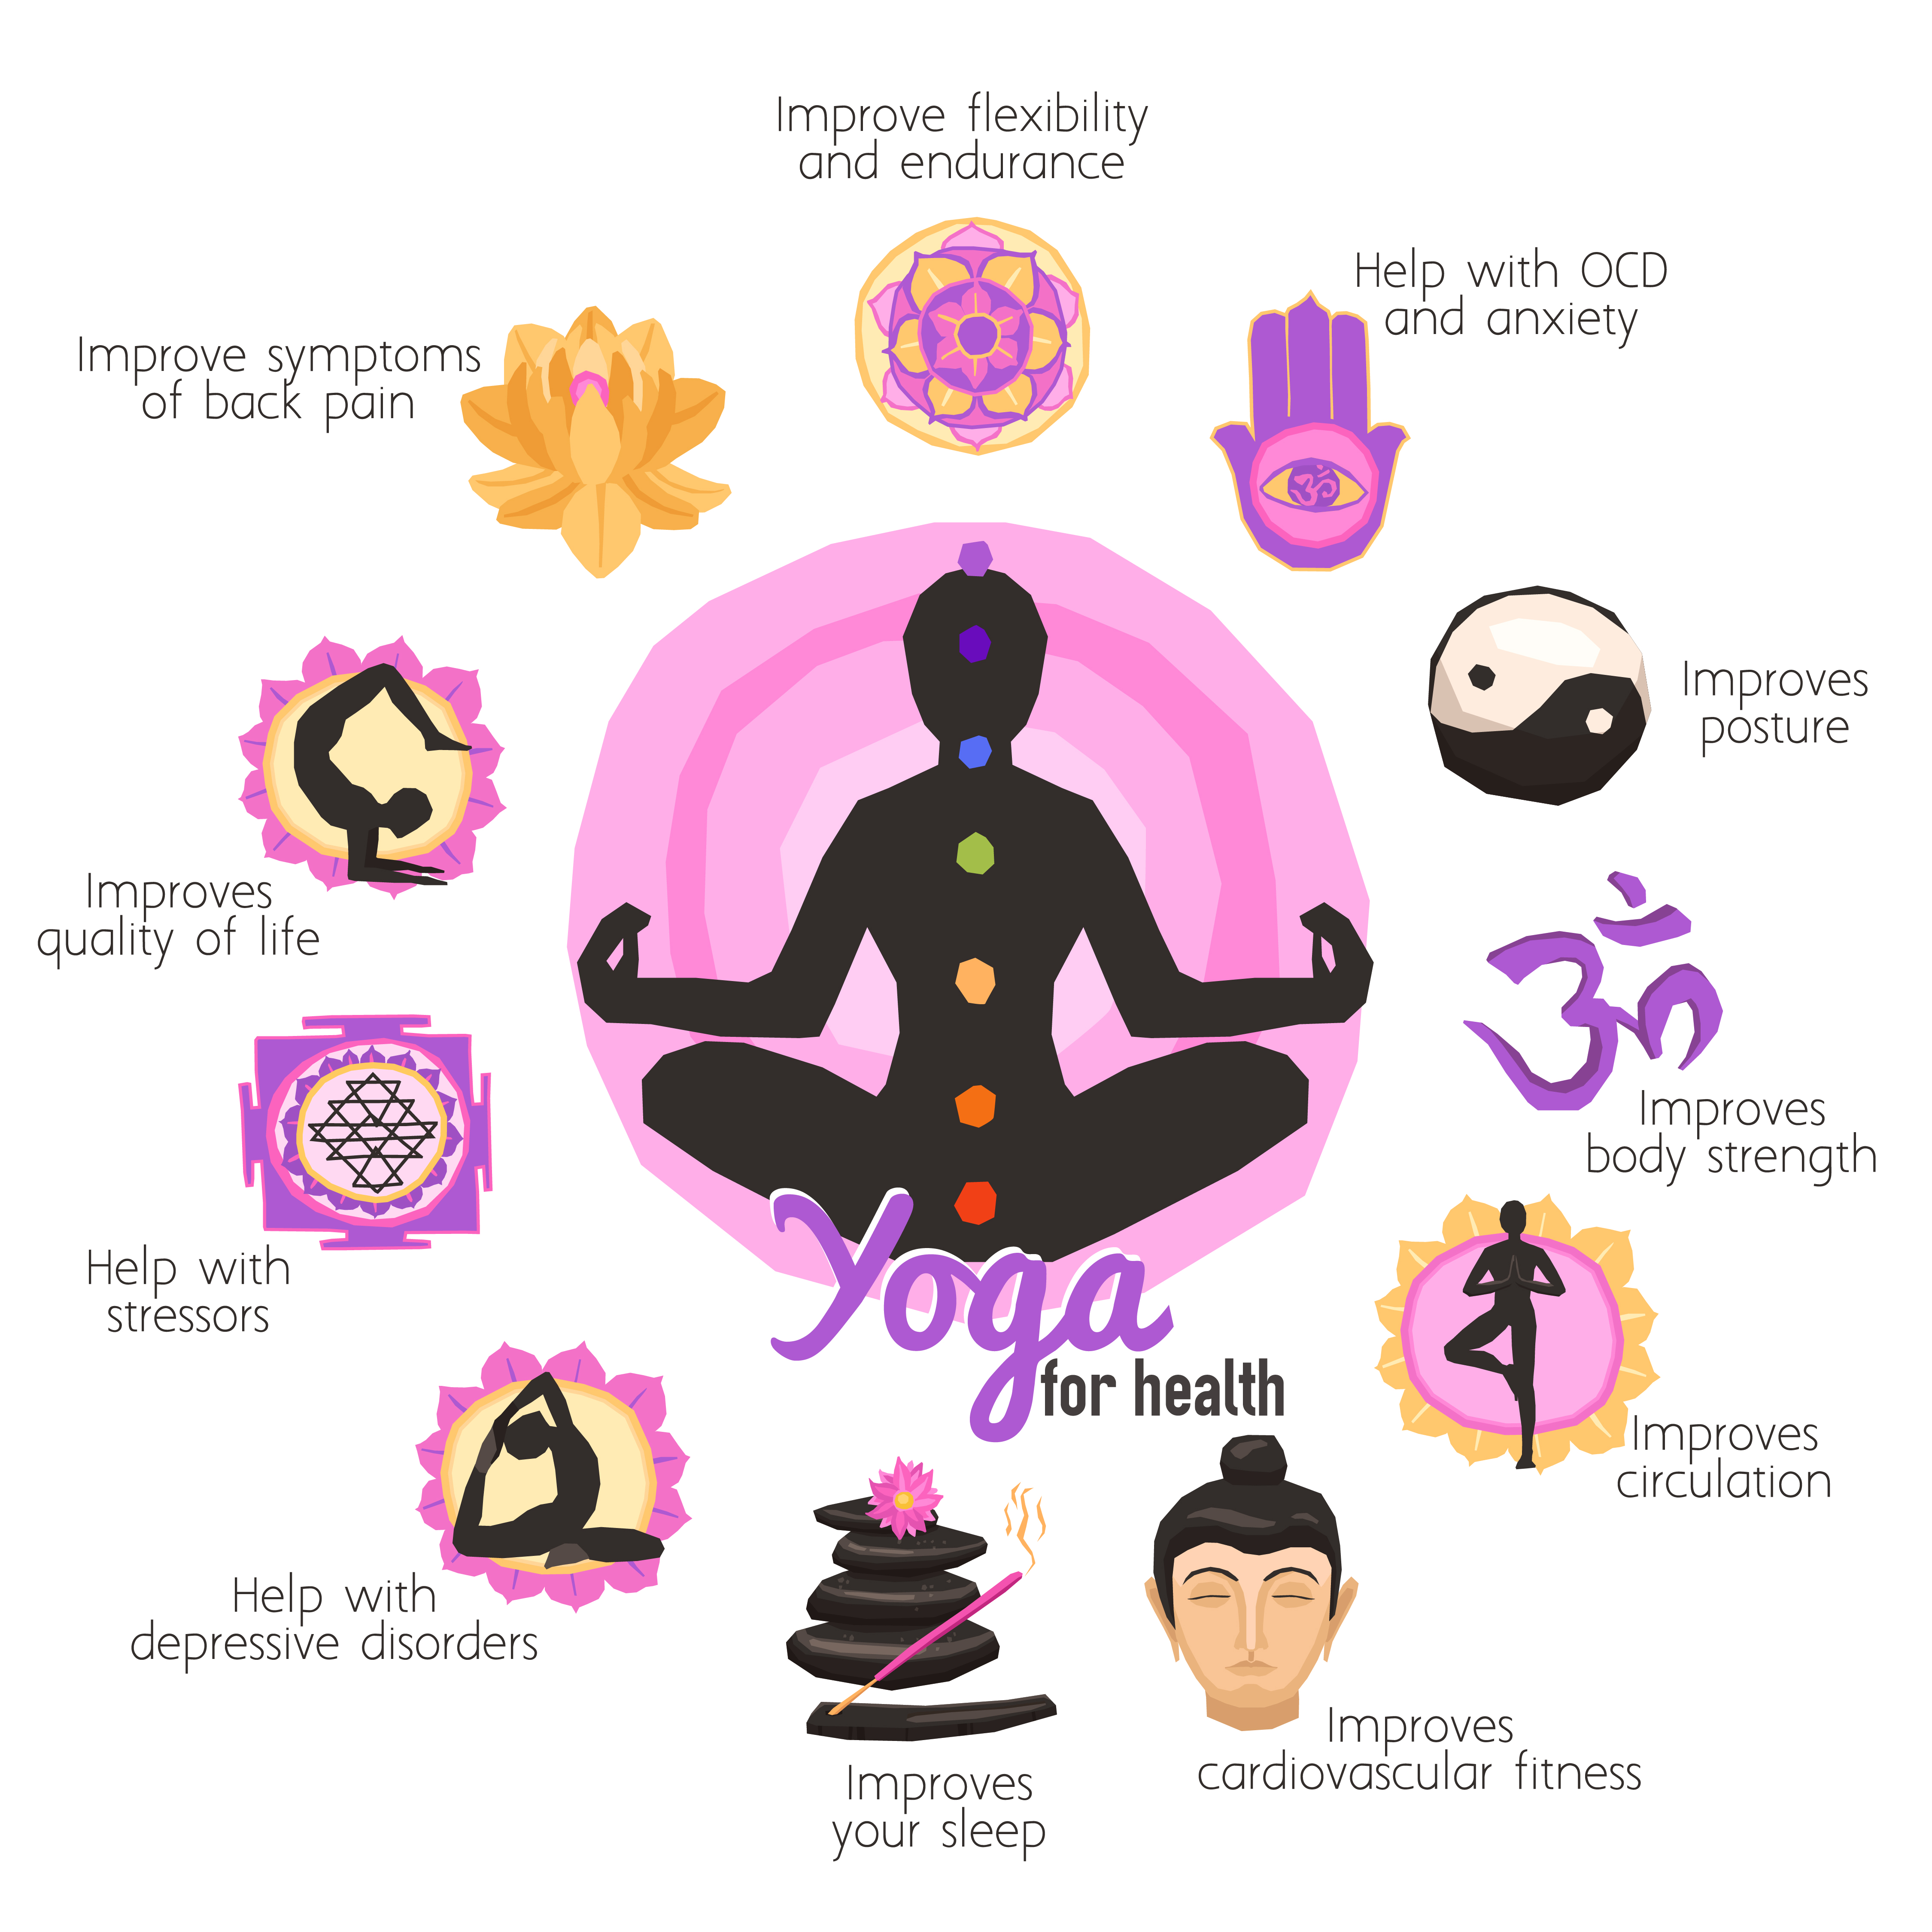 Improve flexibility
and endurance
Help with OCD
and anxiety
Improve symptoms
of back pain
Improves
posture
Improves
quality of life
Improves
body strength
Help with
stressors
Yoga
for health
Improves
circulation
Help with
depressive disorders
Improves
cardiovascular fitness
Improves
your sleep
ॐ
ॐ